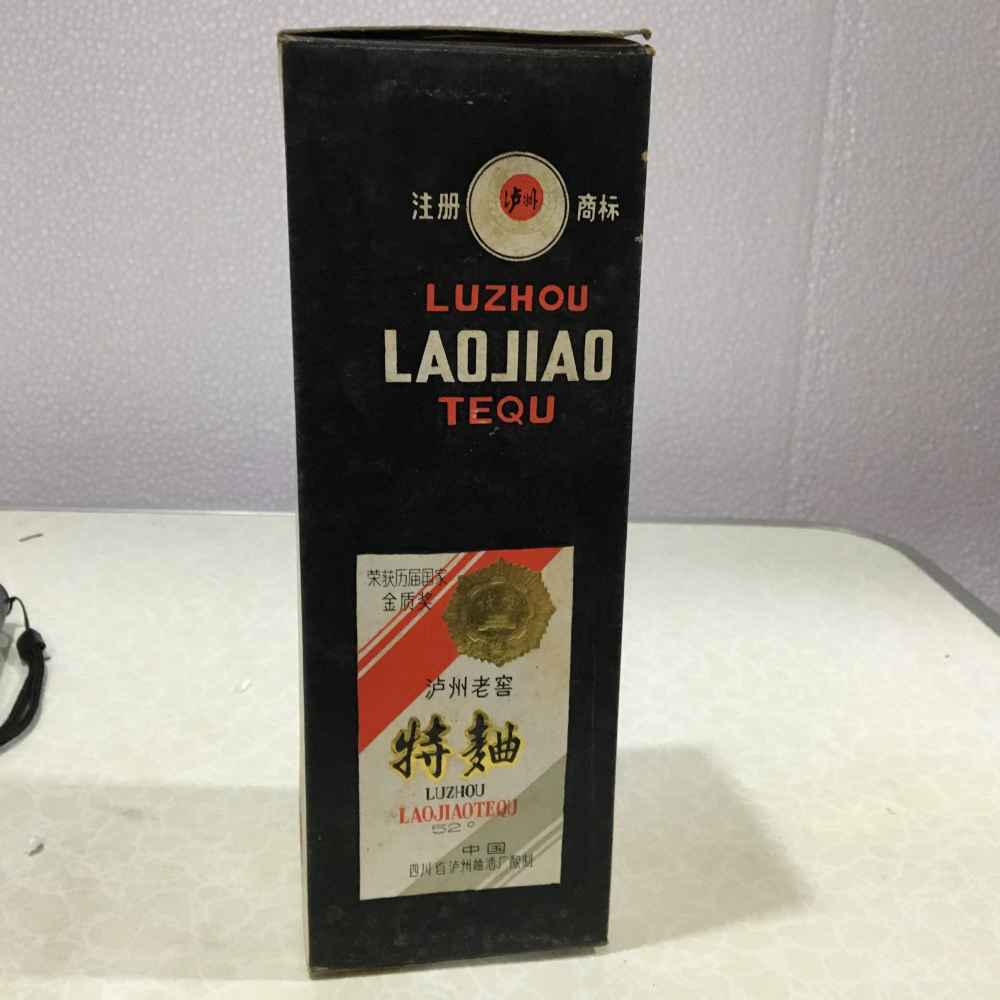 注册 泸州 商标
LUZHOU
LAOJIAO
TEQU
荣获历届国家
金质奖
泸州老窖
特麯
LUZHOU
LAOJIAOTEQU
52°
中国
四川省泸州曲酒厂酿制